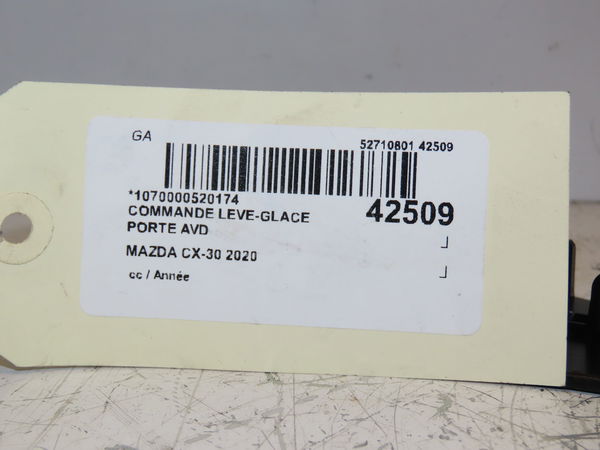 GA
52710801 42509
*1070000520174
COMMANDE LEVE-GLACE
42509
PORTE AVD
MAZDA CX-30 2020
cc / Année